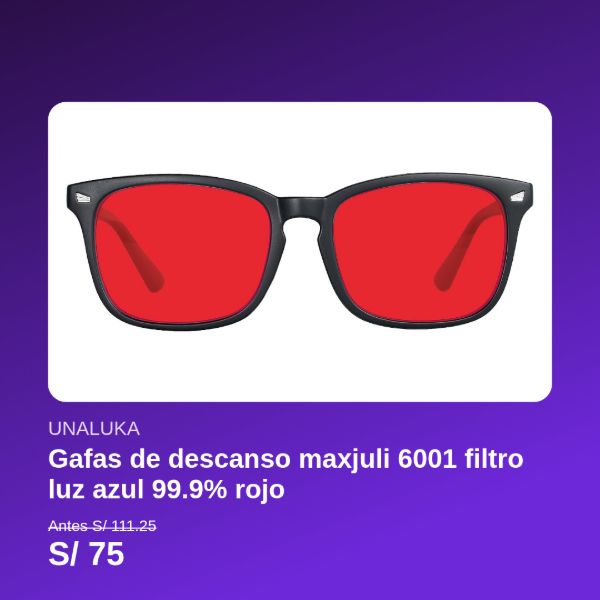 UNALUKA
Gafas de descanso maxjuli 6001 filtro
luz azul 99.9% rojo
Antes S/ 111.25
S/ 75